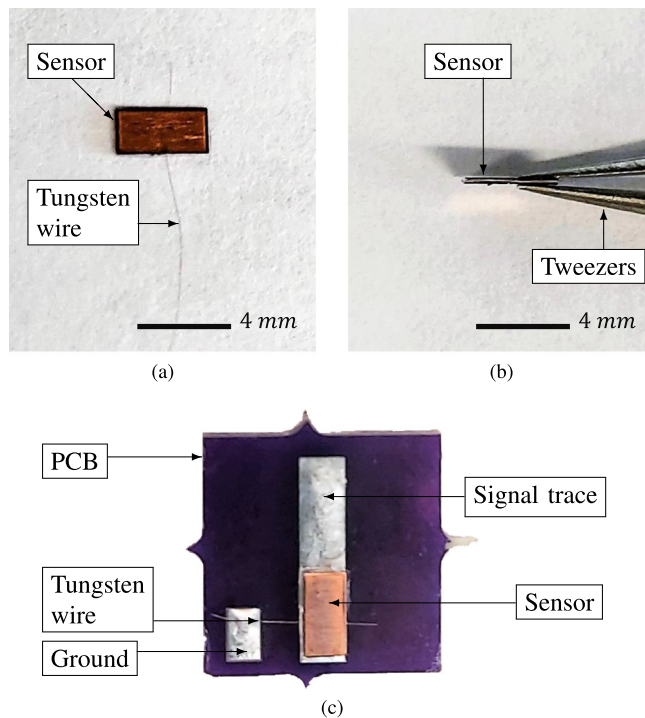 Sensor
Tungsten
wire
4 mm
(a)
Sensor
Tweezers
4 mm
(b)
PCB
Signal trace
Tungsten
wire
Sensor
Ground
(c)